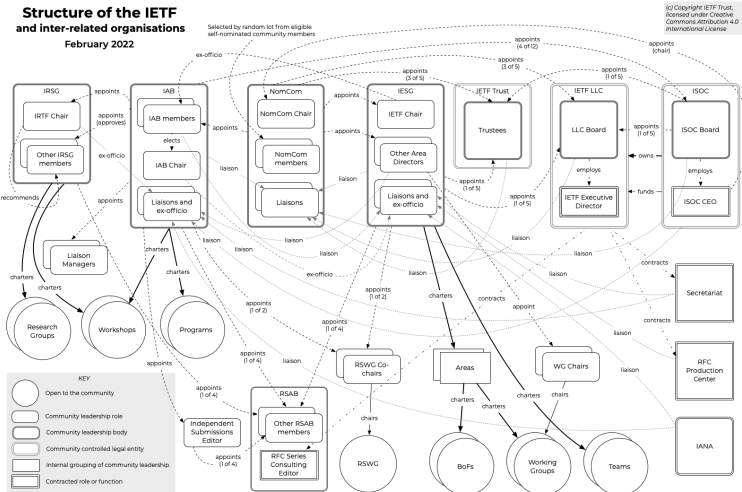 Structure of the IETF
and inter-related organisations
February 2022
Selected by random lot from eligible
self-nominated community members
(c) Copyright IETF Trust,
licensed under Creative
Commons Attribution 4.0
International License
appoints
(4 of 12)
appoints
(chair)
ex-officio
appoints
(3 of 5)
appoints
(3 of 5)
appoints
(1 of 5)
IRSG
IAB
NomCom
IESG
IETF Trust
IETF LLC
ISOC
appoints
appoints
appoints
IRTF Chair
IAB members
NomCom Chair
IETF Chair
Trustees
LLC Board
ISOC Board
appoints
(approves)
appoints
appoints
appoints
(1 of 5)
elects
owns
Other IRSG
members
ex-officio
IAB Chair
NomCom
members
Other Area
Directors
employs
employs
liaison
liaison
appoints
(1 of 5)
appoints
(1 of 5)
funds
recommends
appoints
Liaisons and
ex-officio
Liaisons
Liaisons and
ex-officio
IETF Executive
Director
ISOC CEO
liaison
liaison
liaison
liaison
liaison
liaison
liaison
Liaison
Managers
charters
charters
ex-officio
liaison
contracts
charters
charters
appoints
(1 of 2)
appoints
(1 of 2)
charters
contracts
appoint
Secretariat
contracts
Research
Groups
Workshops
Programs
appoints
(1 of 4)
liaison
appoints
appoints
(1 of 4)
liaison
RSWG Co-
chairs
Areas
WG Chairs
RFC
Production
Center
liaison
KEY
Open to the community
Community leadership role
Community leadership body
Community controlled legal entity
Internal grouping of community leadership
Contracted role or function
appoints
(1 of 4)
RSAB
charters
charters
chairs
chairs
Independent
Submissions
Editor
Other RSAB
members
appoints
(1 of 4)
RFC Series
Consulting
Editor
RSWG
BoFs
Working
Groups
Teams
IANA